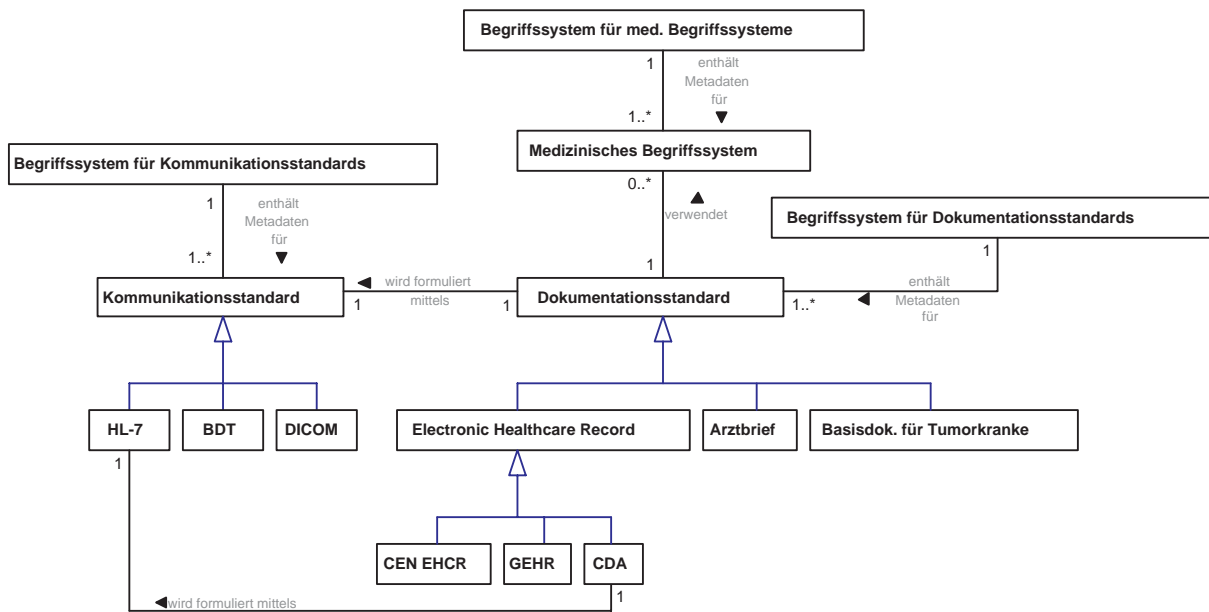 Begriffssystem für med. Begriffssysteme
1
enthält
Metadaten
für
1..*
Medizinisches Begriffssystem
Begriffssystem für Kommunikationsstandards
0..*
1
enthält
Metadaten
für
verwendet
Begriffssystem für Dokumentationsstandards
1
1..*
1
Kommunikationsstandard
wird formuliert
mittels
1
1
Dokumentationsstandard
1..*
enthält
Metadaten
für
HL-7
BDT
DICOM
Electronic Healthcare Record
Arztbrief
Basisdok. für Tumorkranke
1
CEN EHCR
GEHR
CDA
wird formuliert mittels
1